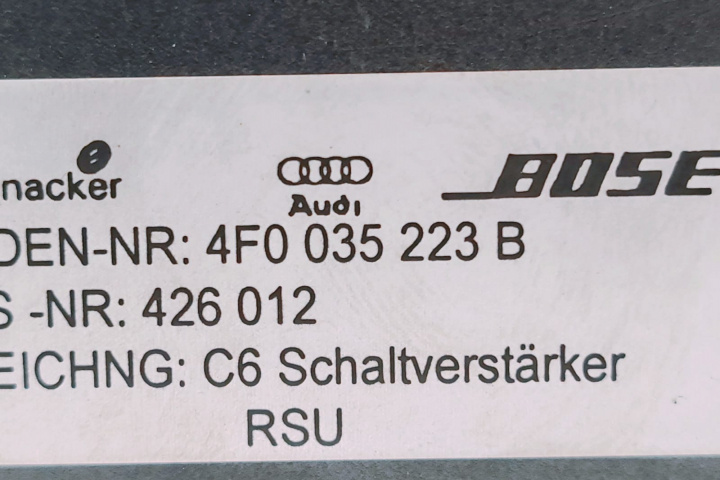 nacker
Audi
BOSE
DEN-NR: 4F0 035 223 B
S -NR: 426 012
EICHNG: C6 Schaltverstärker
RSU